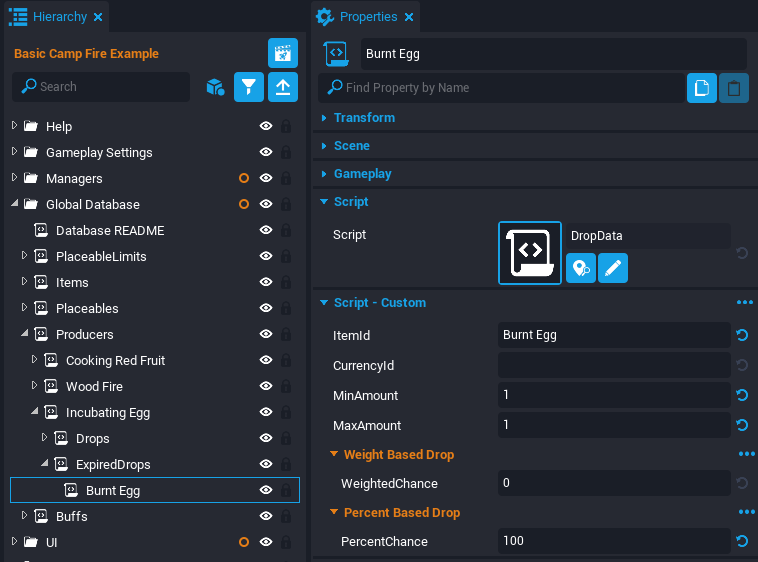 Hierarchy
Basic Camp Fire Example
Search
Help
Gameplay Settings
Managers
Global Database
Database README
PlaceableLimits
Items
Placeables
Producers
Cooking Red Fruit
Wood Fire
Incubating Egg
Drops
ExpiredDrops
Burnt Egg
Buffs
UI
Properties
Burnt Egg
Find Property by Name
Transform
Scene
Gameplay
Script
Script DropData
Script - Custom
ItemId Burnt Egg
CurrencyId
MinAmount 1
MaxAmount 1
Weight Based Drop
WeightedChance 0
Percent Based Drop
PercentChance 100